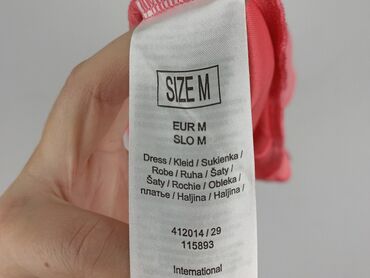 SIZE M
EUR M
SLO M
Dress / Kleid / Sukienka /
Robe / Ruha / Šaty /
Šaty / Rochie / Obleka /
платье / Haljina / Haljina /
412014 / 29
115893
International